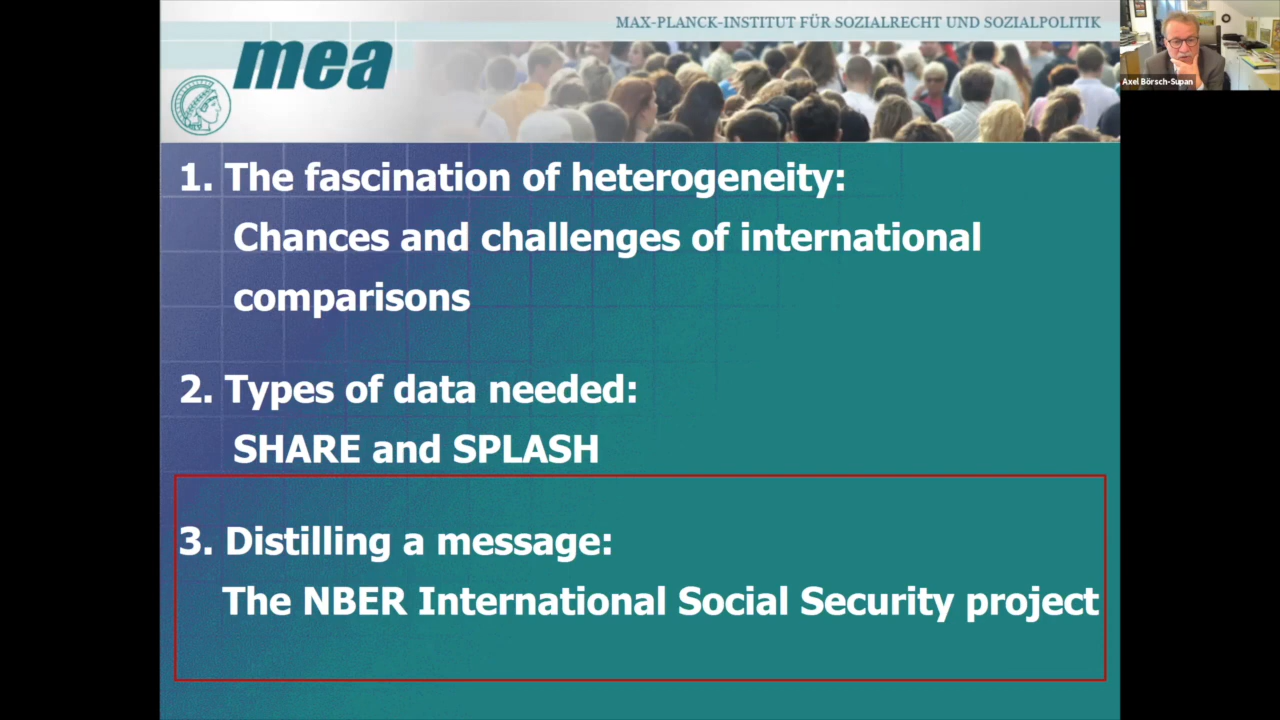 MAX-PLANCK-INSTITUT FÜR SOZIALRECHT UND SOZIALPOLITIK
mea
Axel Börsch-Supan
1. The fascination of heterogeneity:
Chances and challenges of international
comparisons
2. Types of data needed:
SHARE and SPLASH
3. Distilling a message:
The NBER International Social Security project